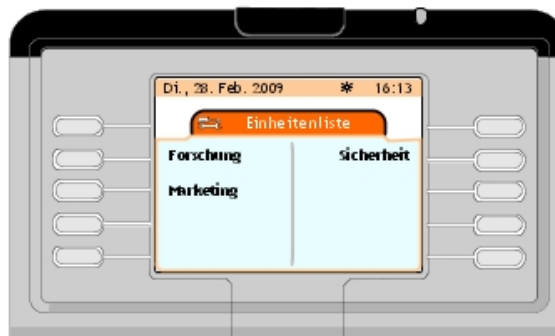 Di., 28. Feb. 2009 16:13
Einheitenliste
Forschung Sicherheit
Marketing